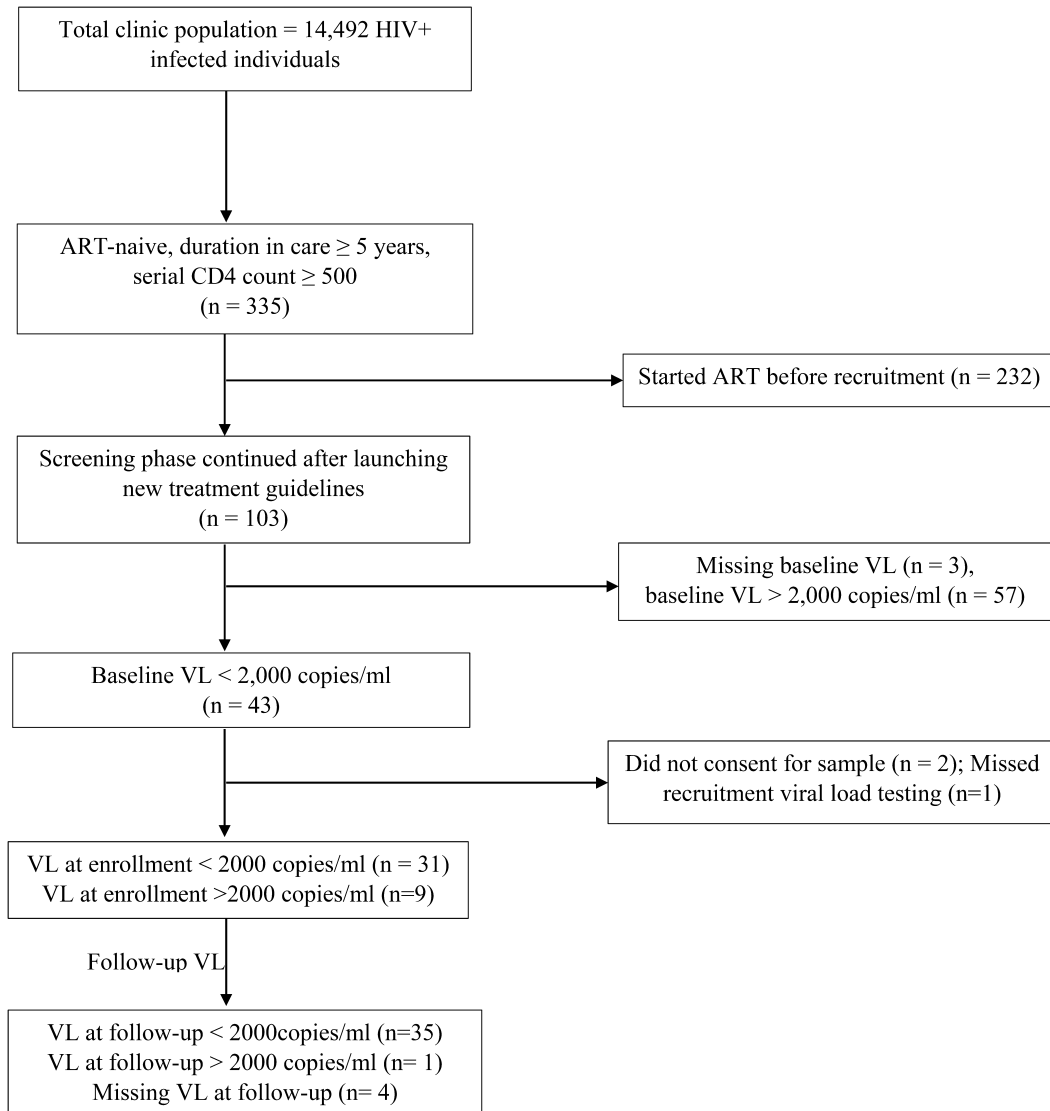 Total clinic population = 14,492 HIV+
infected individuals
ART-naive, duration in care ≥ 5 years,
serial CD4 count ≥ 500
(n = 335)
Started ART before recruitment (n = 232)
Screening phase continued after launching
new treatment guidelines
(n = 103)
Missing baseline VL (n = 3),
baseline VL > 2,000 copies/ml (n = 57)
Baseline VL < 2,000 copies/ml
(n = 43)
Did not consent for sample (n = 2); Missed
recruitment viral load testing (n=1)
VL at enrollment < 2000 copies/ml (n = 31)
VL at enrollment >2000 copies/ml (n=9)
Follow-up VL
VL at follow-up < 2000copies/ml (n=35)
VL at follow-up > 2000 copies/ml (n= 1)
Missing VL at follow-up (n= 4)